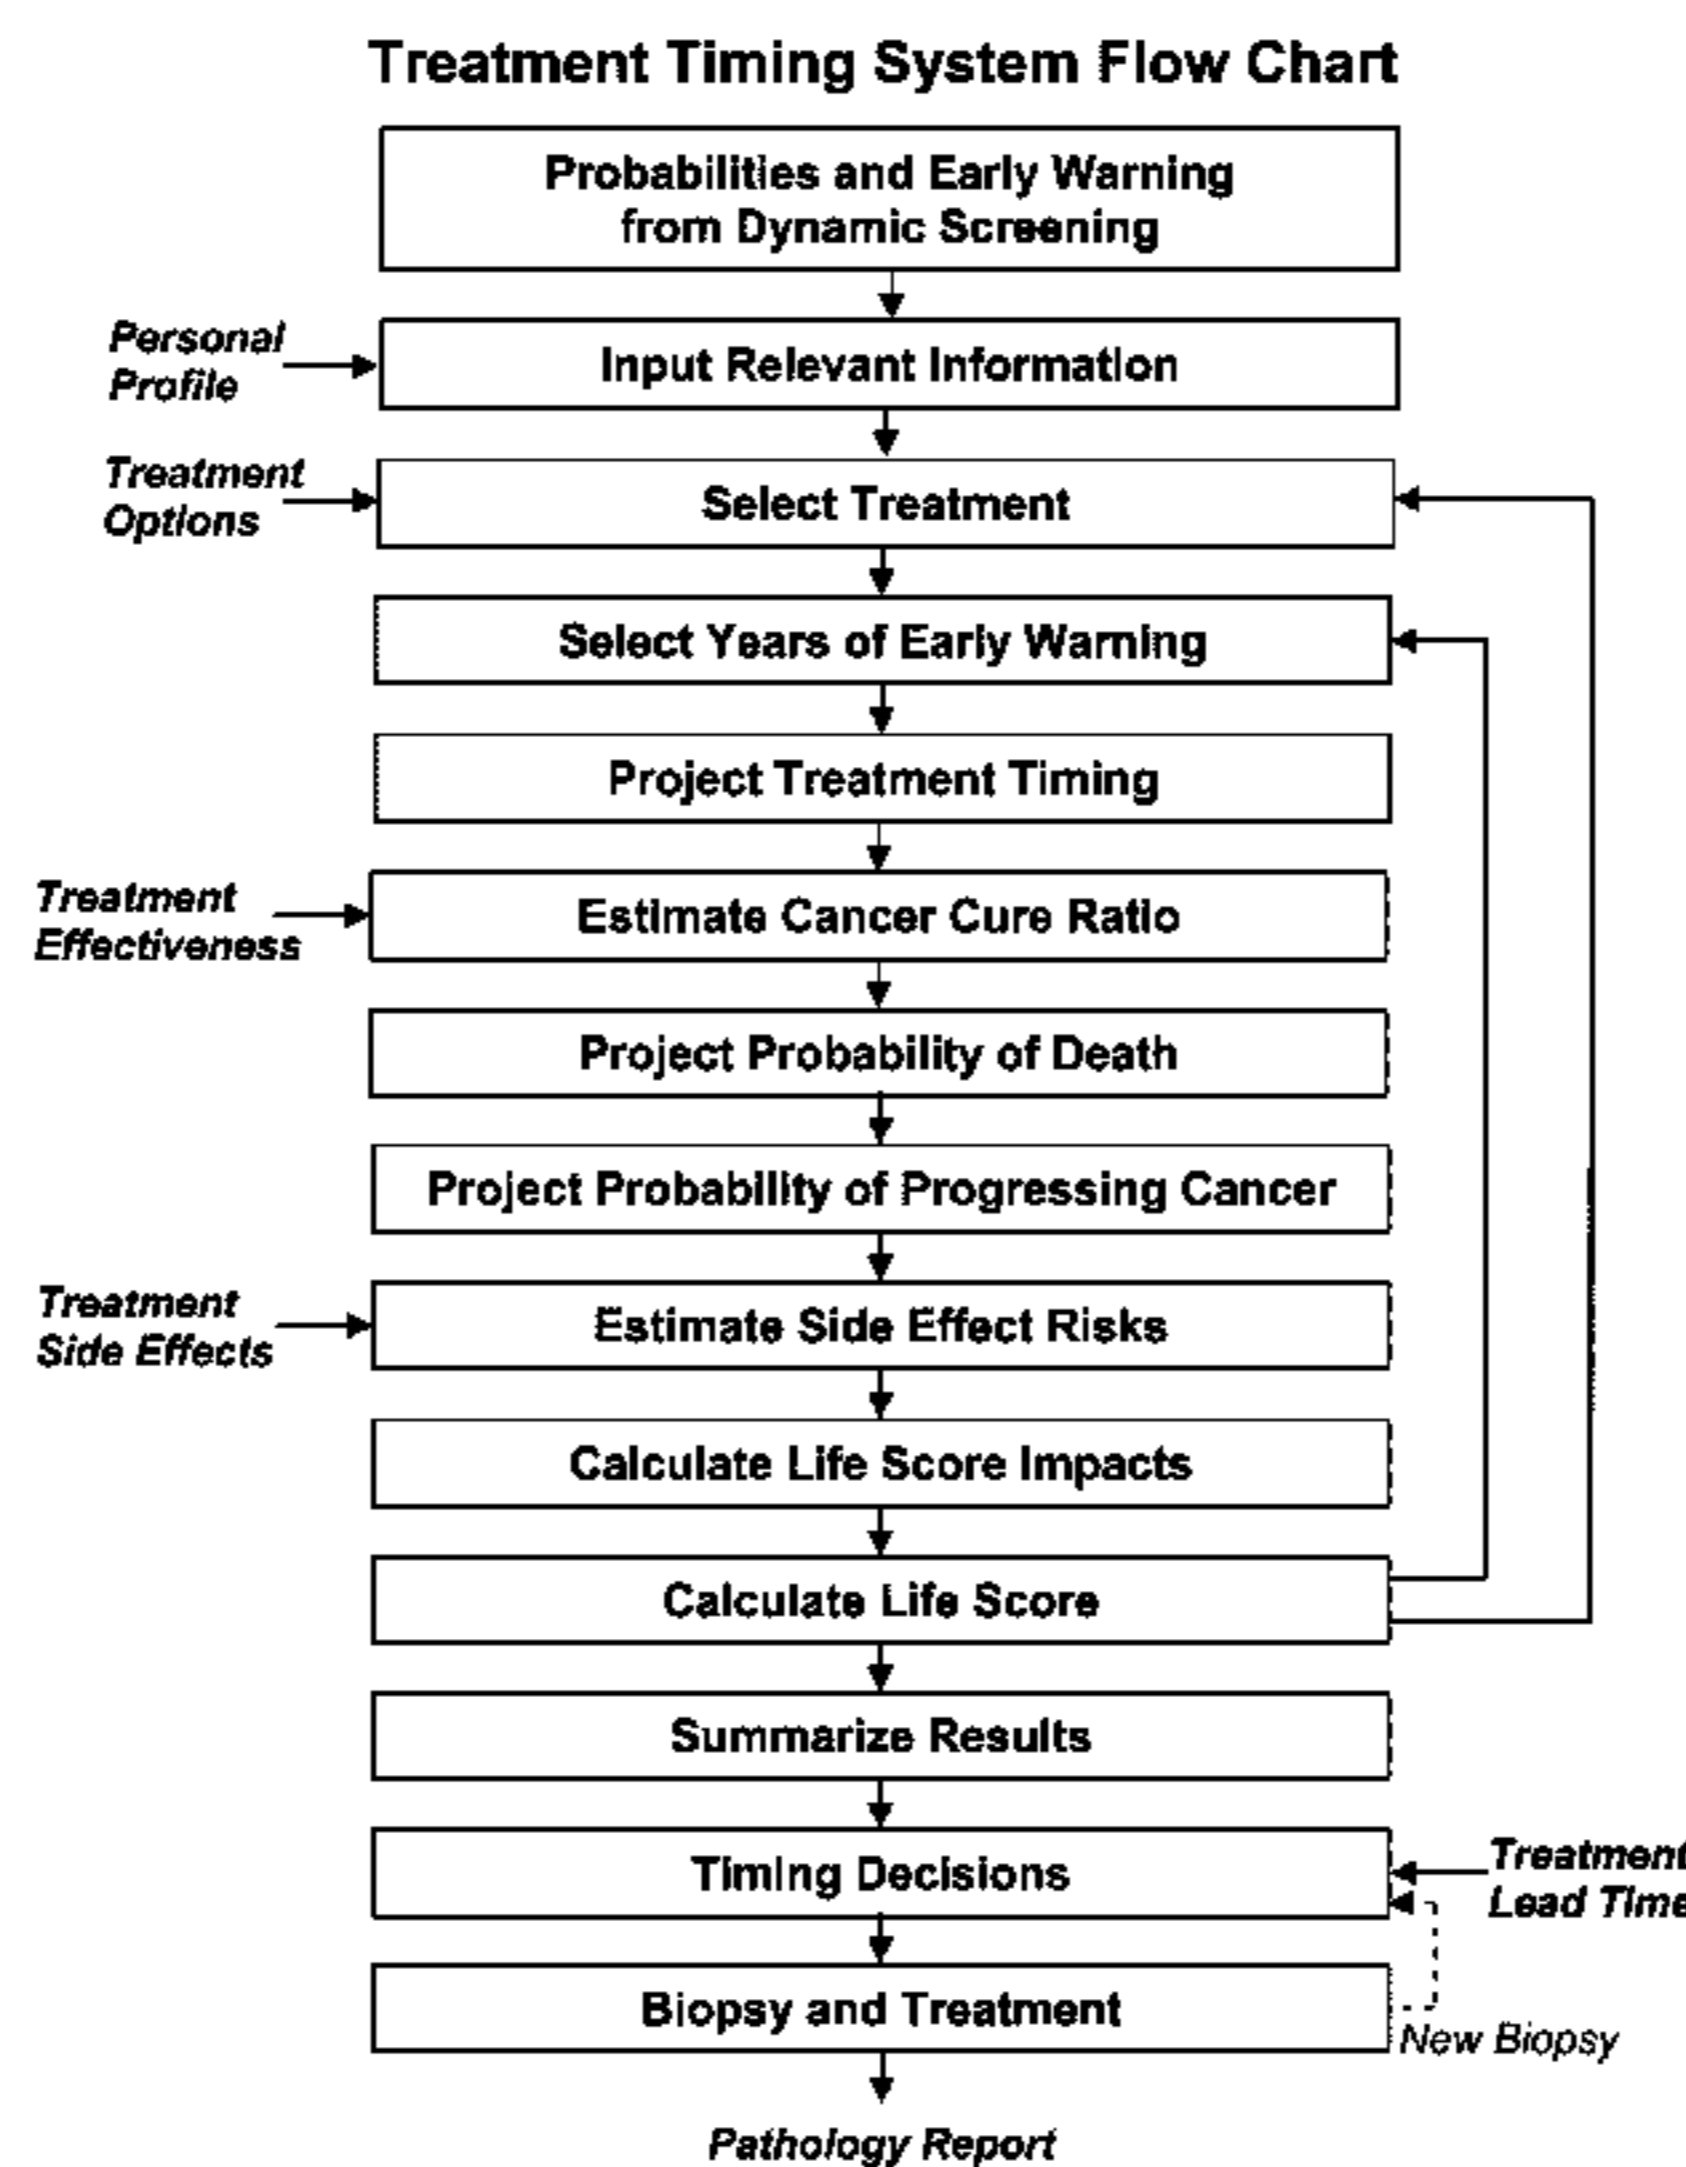 Treatment Timing System Flow Chart
Probabilities and Early Warning
from Dynamic Screening
Personal
Profile
Input Relevant Information
Treatment
Options
Select Treatment
Select Years of Early Warning
Project Treatment Timing
Treatment
Effectiveness
Estimate Cancer Cure Ratio
Project Probability of Death
Project Probability of Progressing Cancer
Treatment
Side Effects
Estimate Side Effect Risks
Calculate Life Score Impacts
Calculate Life Score
Summarize Results
Timing Decisions
Treatment
Lead Time
Biopsy and Treatment
New Biopsy
Pathology Report